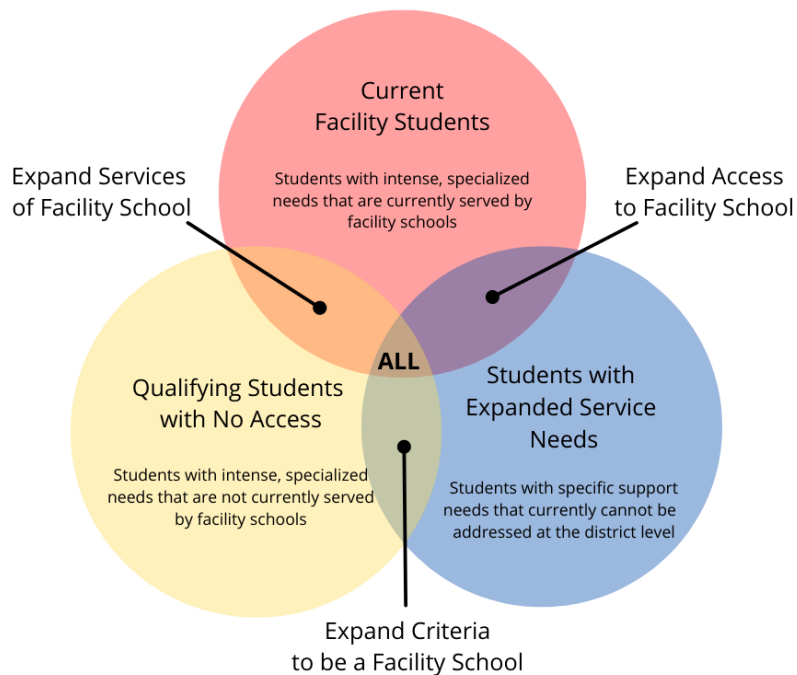 Current
Facility Students
Students with intense, specialized
needs that are currently served by
facility schools
Expand Services
of Facility School
Expand Access
to Facility School
ALL
Qualifying Students
with No Access
Students with intense, specialized
needs that are not currently served
by facility schools
Students with
Expanded Service
Needs
Students with specific support
needs that currently cannot be
addressed at the district level
Expand Criteria
to be a Facility School